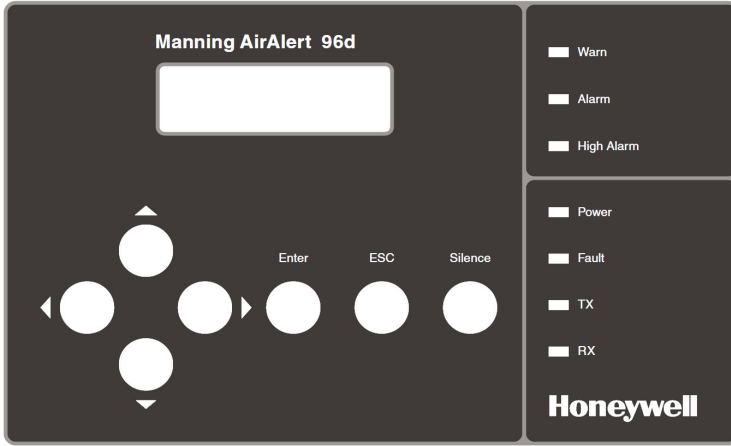 Manning AirAlert 96d
Enter
ESC
Silence
Warn
Alarm
High Alarm
Power
Fault
TX
RX
Honeywell